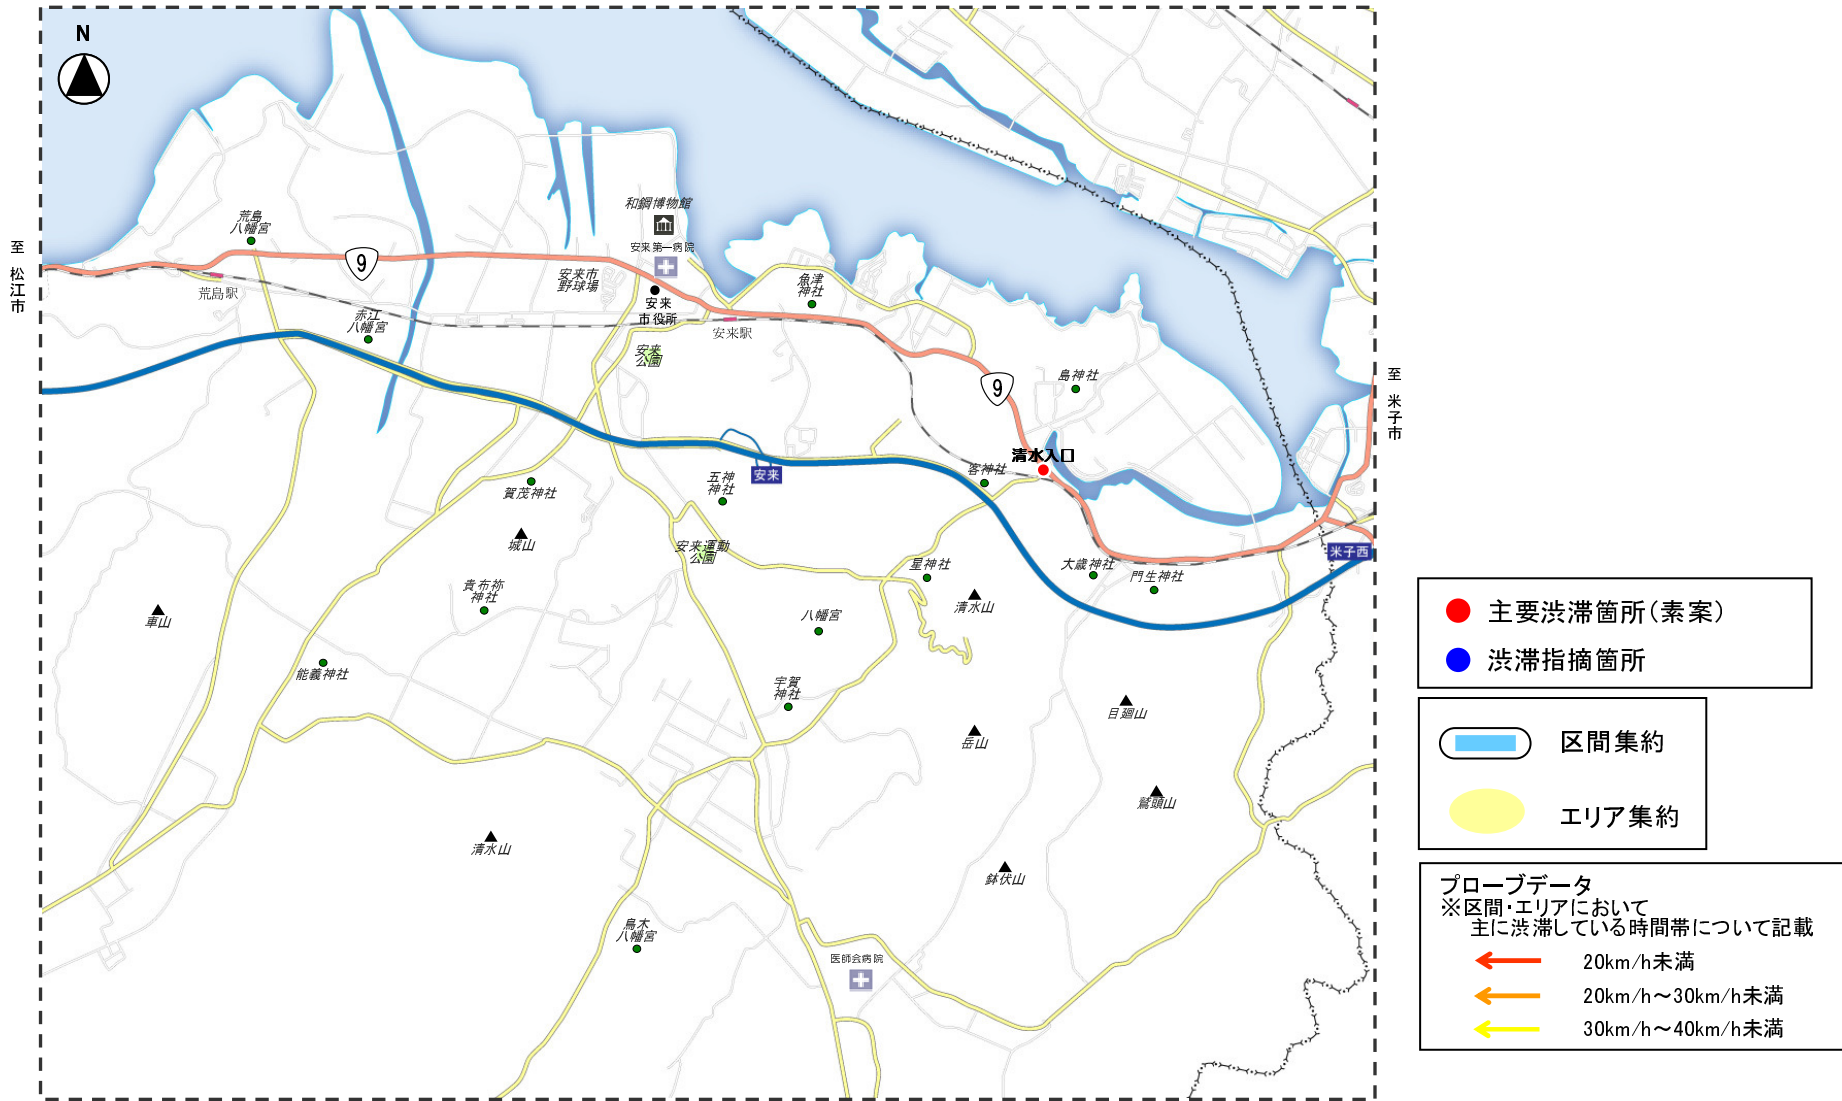 N
至
松
江
市
荒島
八幡宮
9
荒島駅
赤江
八幡宮
和鋼博物館
安来第一病院
安来市
野球場
安来
市役所
安来駅
安来
公園
魚津
神社
9
島神社
至
米
子
市
清水入口
客神社
安来
五神
神社
賀茂神社
城山
安来運動
公園
星神社
清水山
大歳神社
門生神社
米子西
車山
貴布祢
神社
八幡宮
能義神社
宇賀
神社
目廻山
岳山
鷲頭山
清水山
鉢伏山
鳥木
八幡宮
医師会病院
主要渋滞箇所(素案)
渋滞指摘箇所
区間集約
エリア集約
プローブデータ
※区間・エリアにおいて
主に渋滞している時間帯について記載
20km/h未満
20km/h～30km/h未満
30km/h～40km/h未満